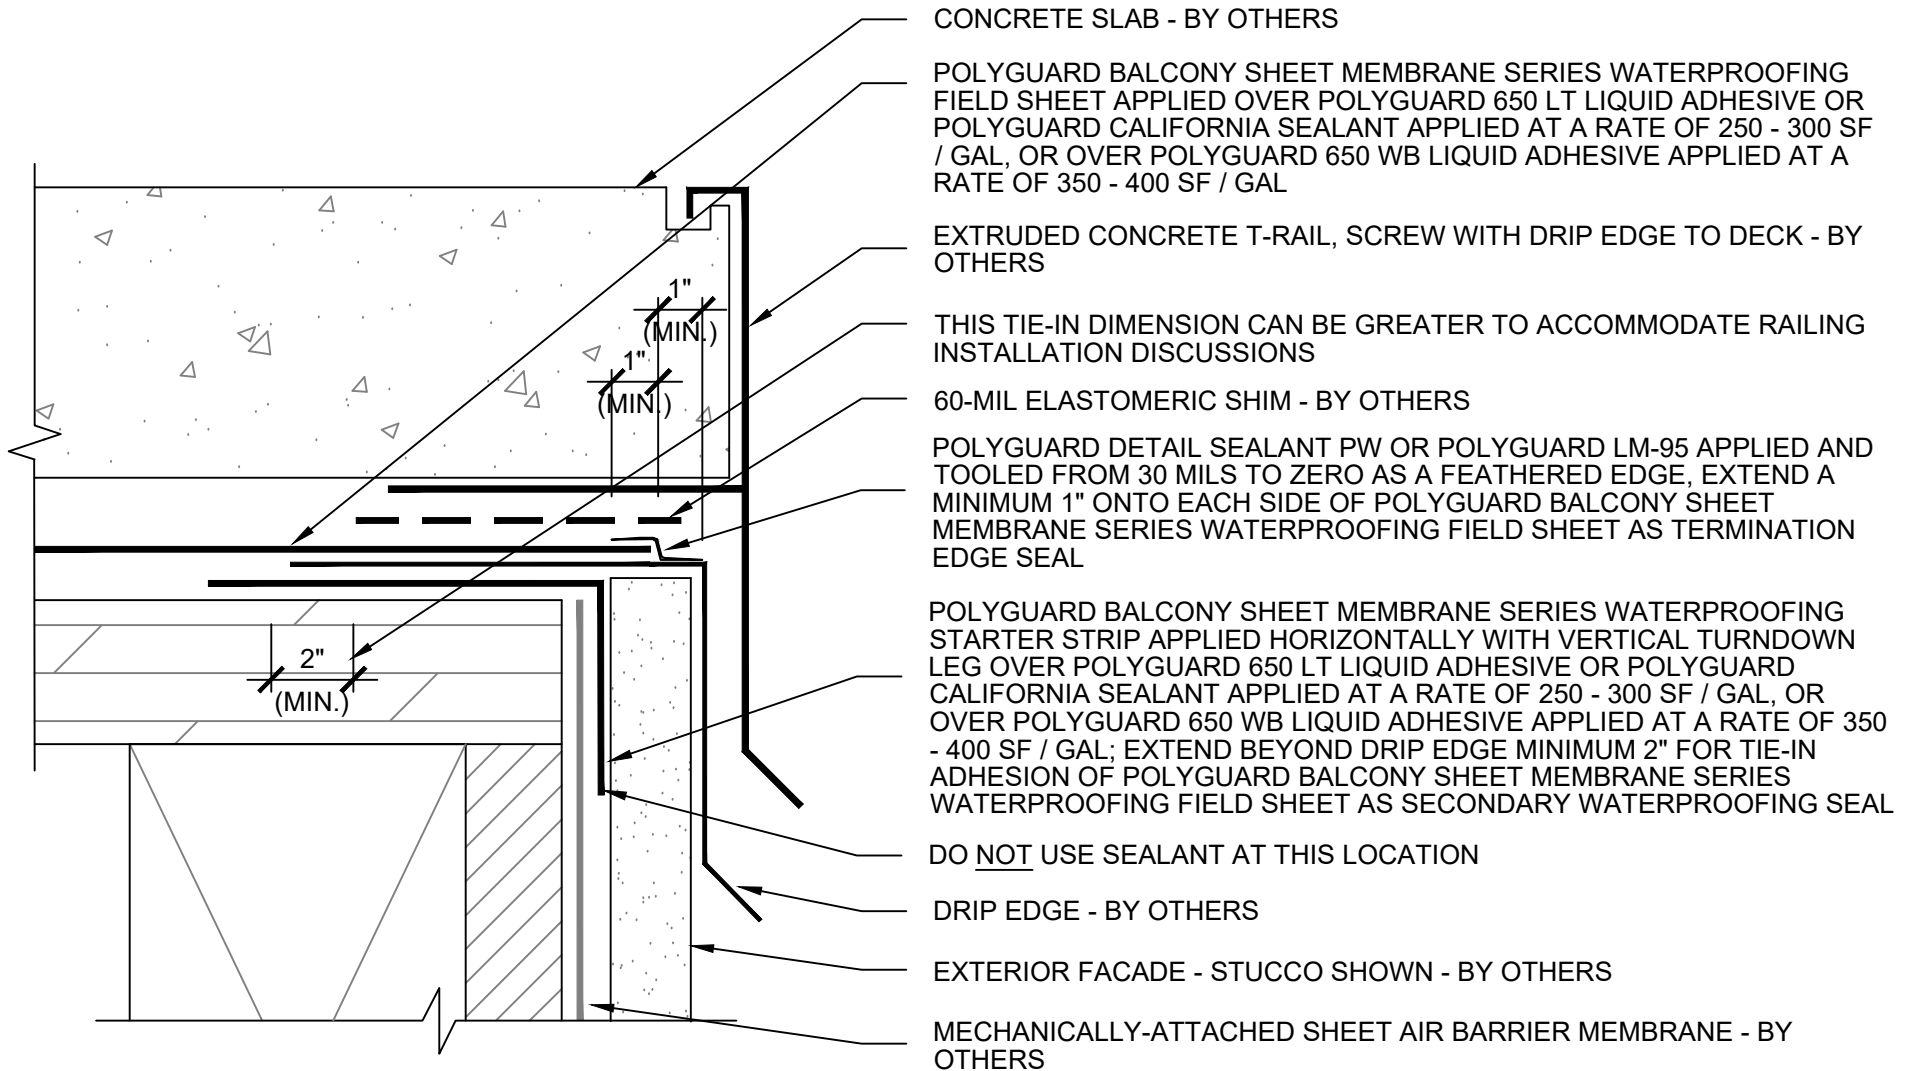 CONCRETE SLAB - BY OTHERS
POLYGUARD BALCONY SHEET MEMBRANE SERIES WATERPROOFING
FIELD SHEET APPLIED OVER POLYGUARD 650 LT LIQUID ADHESIVE OR
POLYGUARD CALIFORNIA SEALANT APPLIED AT A RATE OF 250 - 300 SF
/ GAL, OR OVER POLYGUARD 650 WB LIQUID ADHESIVE APPLIED AT A
RATE OF 350 - 400 SF / GAL
EXTRUDED CONCRETE T-RAIL, SCREW WITH DRIP EDGE TO DECK - BY
OTHERS
1"
(MIN.)
1"
(MIN.)
THIS TIE-IN DIMENSION CAN BE GREATER TO ACCOMMODATE RAILING
INSTALLATION DISCUSSIONS
60-MIL ELASTOMERIC SHIM - BY OTHERS
POLYGUARD DETAIL SEALANT PW OR POLYGUARD LM-95 APPLIED AND
TOOLED FROM 30 MILS TO ZERO AS A FEATHERED EDGE, EXTEND A
MINIMUM 1" ONTO EACH SIDE OF POLYGUARD BALCONY SHEET
MEMBRANE SERIES WATERPROOFING FIELD SHEET AS TERMINATION
EDGE SEAL
2"
(MIN.)
POLYGUARD BALCONY SHEET MEMBRANE SERIES WATERPROOFING
STARTER STRIP APPLIED HORIZONTALLY WITH VERTICAL TURNDOWN
LEG OVER POLYGUARD 650 LT LIQUID ADHESIVE OR POLYGUARD
CALIFORNIA SEALANT APPLIED AT A RATE OF 250 - 300 SF / GAL, OR
OVER POLYGUARD 650 WB LIQUID ADHESIVE APPLIED AT A RATE OF 350
- 400 SF / GAL; EXTEND BEYOND DRIP EDGE MINIMUM 2" FOR TIE-IN
ADHESION OF POLYGUARD BALCONY SHEET MEMBRANE SERIES
WATERPROOFING FIELD SHEET AS SECONDARY WATERPROOFING SEAL
DO NOT USE SEALANT AT THIS LOCATION
DRIP EDGE - BY OTHERS
EXTERIOR FACADE - STUCCO SHOWN - BY OTHERS
MECHANICALLY-ATTACHED SHEET AIR BARRIER MEMBRANE - BY
OTHERS